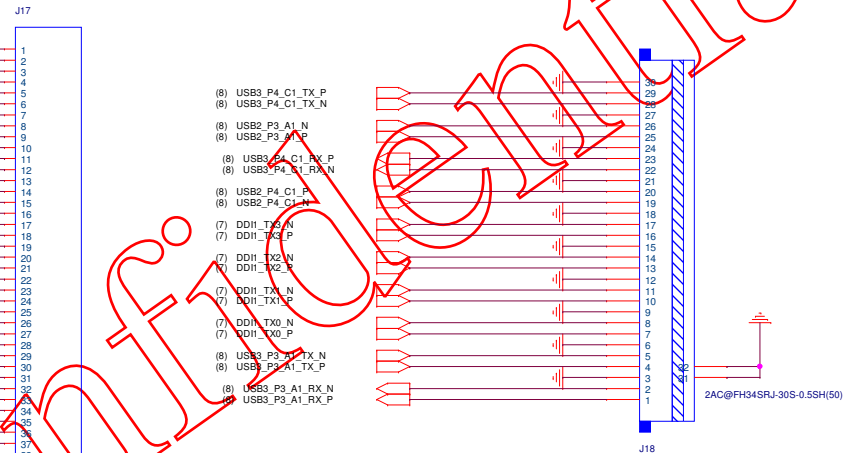 J17
1
2
3
4
5
6
7
8
9
10
11
12
13
14
15
16
17
18
19
20
21
22
23
24
25
26
27
28
29
30
31
32
33
34
35
36
37
(8) USB3_P4_C1_TX_P
(8) USB3_P4_C1_TX_N
(8) USB2_P3_A1_N
(8) USB2_P3_A1_P
(8) USB3_P4_C1_RX_P
(8) USB3_P4_C1_RX_N
(8) USB2_P4_C1_P
(8) USB2_P4_C1_N
(7) DDI1_TX3_N
(7) DDI1_TX3_P
(7) DDI1_TX2_N
(7) DDI1_TX2_P
(7) DDI1_TX1_N
(7) DDI1_TX1_P
(7) DDI1_TX0_N
(7) DDI1_TX0_P
(8) USB3_P3_A1_TX_N
(8) USB3_P3_A1_TX_P
(8) USB3_P3_A1_RX_N
(8) USB3_P3_A1_RX_P
30
29
28
27
26
25
24
23
22
21
20
19
18
17
16
15
14
13
12
11
10
9
8
7
6
5
4
3
2
1
32
31
2AC@FH34SRJ-30S-0.5SH(50)
J18
nfident